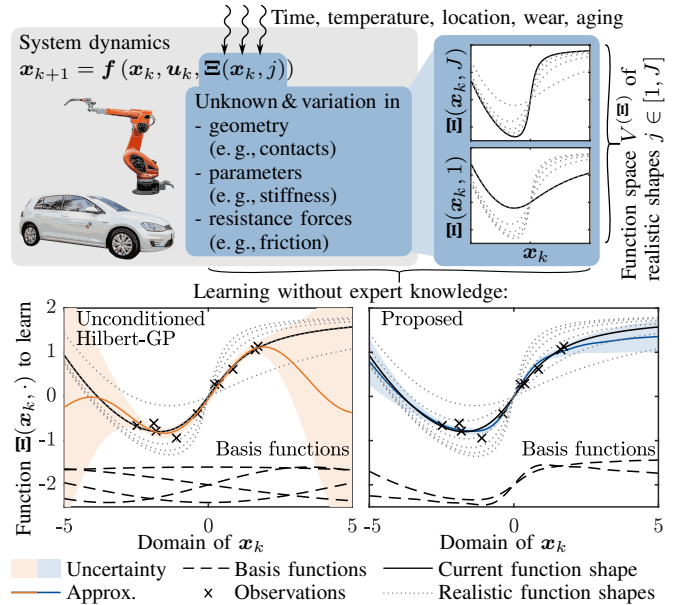 Time, temperature, location, wear, aging
System dynamics
x_{k+1} = f (x_k, u_k, Ξ(x_k, j))
Unknown & variation in
- geometry
(e. g., contacts)
- parameters
(e. g., stiffness)
- resistance forces
(e. g., friction)
Ξ(x_k, J)
Ξ(x_k, 1)
x_k
Function space V^{(Ξ)} of
realistic shapes j ∈ [1, J]
Learning without expert knowledge:
Function Ξ(x_k, ·) to learn
2
1
0
-1
-2
Unconditioned
Hilbert-GP
Basis functions
-5 0 5
Domain of x_k
Proposed
Basis functions
-5 0 5
Domain of x_k
Uncertainty
Basis functions
Current function shape
Approx.
Observations
Realistic function shapes